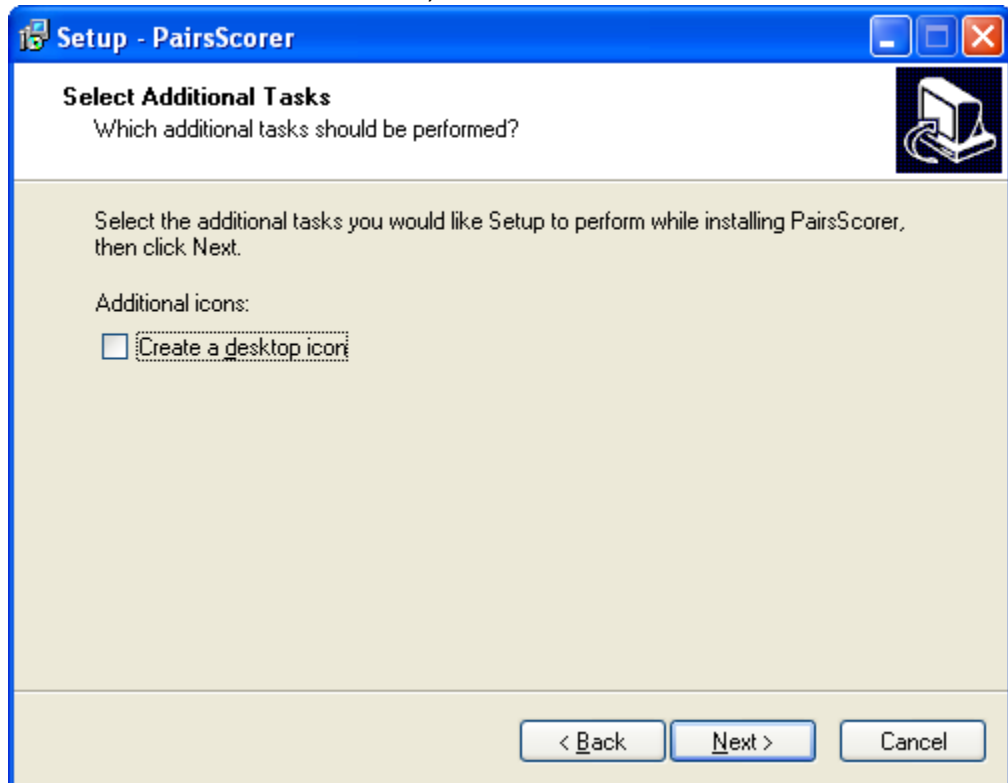 Setup - PairsScorer
Select Additional Tasks
Which additional tasks should be performed?
Select the additional tasks you would like Setup to perform while installing PairsScorer,
then click Next.
Additional icons:
Create a desktop icon
< Back
Next >
Cancel